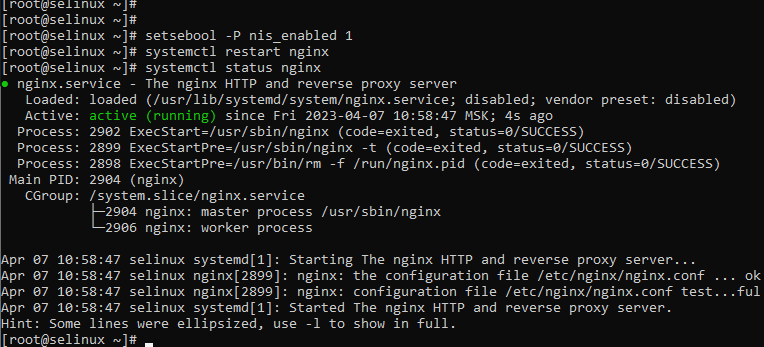 [root@selinux ~]#
[root@selinux ~]#
[root@selinux ~]# setsebool -P nis_enabled 1
[root@selinux ~]# systemctl restart nginx
[root@selinux ~]# systemctl status nginx
● nginx.service - The nginx HTTP and reverse proxy server
   Loaded: loaded (/usr/lib/systemd/system/nginx.service; disabled; vendor preset: disabled)
   Active: active (running) since Fri 2023-04-07 10:58:47 MSK; 4s ago
  Process: 2902 ExecStart=/usr/sbin/nginx (code=exited, status=0/SUCCESS)
  Process: 2899 ExecStartPre=/usr/sbin/nginx -t (code=exited, status=0/SUCCESS)
  Process: 2898 ExecStartPre=/usr/bin/rm -f /run/nginx.pid (code=exited, status=0/SUCCESS)
 Main PID: 2904 (nginx)
   CGroup: /system.slice/nginx.service
           ├─2904 nginx: master process /usr/sbin/nginx
           └─2906 nginx: worker process

Apr 07 10:58:47 selinux systemd[1]: Starting The nginx HTTP and reverse proxy server...
Apr 07 10:58:47 selinux nginx[2899]: nginx: the configuration file /etc/nginx/nginx.conf ... ok
Apr 07 10:58:47 selinux nginx[2899]: nginx: configuration file /etc/nginx/nginx.conf test...ful
Apr 07 10:58:47 selinux systemd[1]: Started The nginx HTTP and reverse proxy server.
Hint: Some lines were ellipsized, use -l to show in full.
[root@selinux ~]#